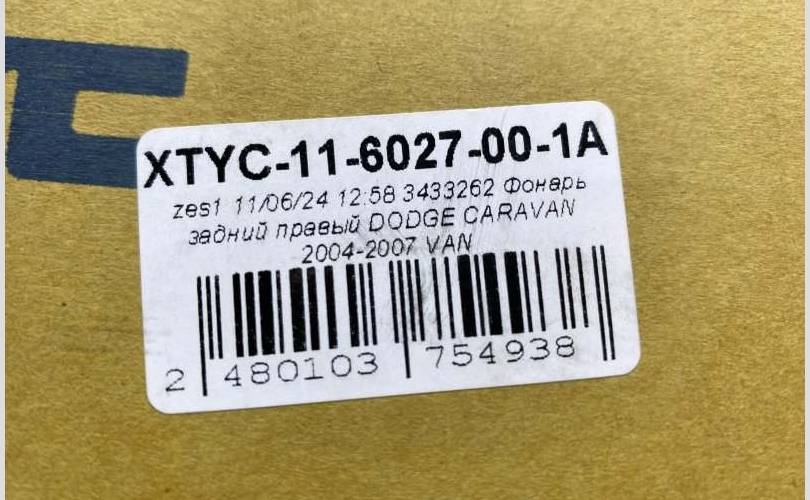 XTYC-11-6027-00-1A
zes1 11/06/24 12:58 3433262 Фонарь
задний правый DODGE CARAVAN
2004-2007 VAN
2 480103 754938